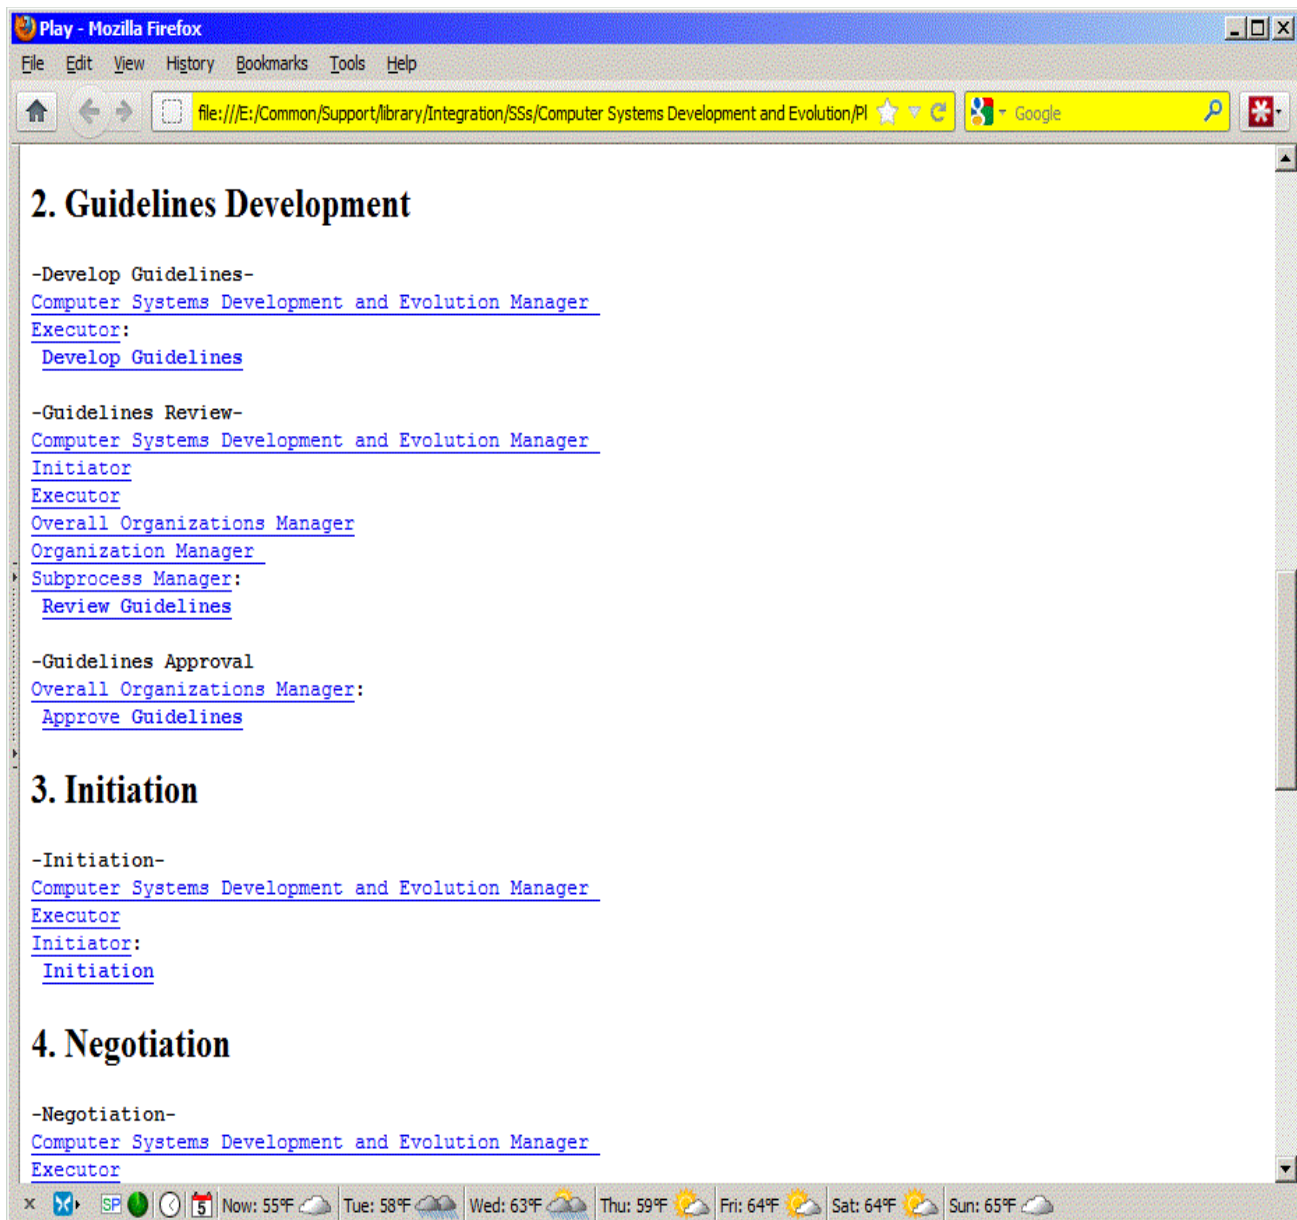 Play - Mozilla Firefox
File Edit View History Bookmarks Tools Help
file:///E:/Common/Support/library/Integration/SSs/Computer Systems Development and Evolution/Pl Google
2. Guidelines Development
-Develop Guidelines-
Computer Systems Development and Evolution Manager
Executor:
Develop Guidelines
-Guidelines Review-
Computer Systems Development and Evolution Manager
Initiator
Executor
Overall Organizations Manager
Organization Manager
Subprocess Manager:
Review Guidelines
-Guidelines Approval
Overall Organizations Manager:
Approve Guidelines
3. Initiation
-Initiation-
Computer Systems Development and Evolution Manager
Executor
Initiator:
Initiation
4. Negotiation
-Negotiation-
Computer Systems Development and Evolution Manager
Executor
x SP 5 Now: 55°F Tue: 58°F Wed: 63°F Thu: 59°F Fri: 64°F Sat: 64°F Sun: 65°F